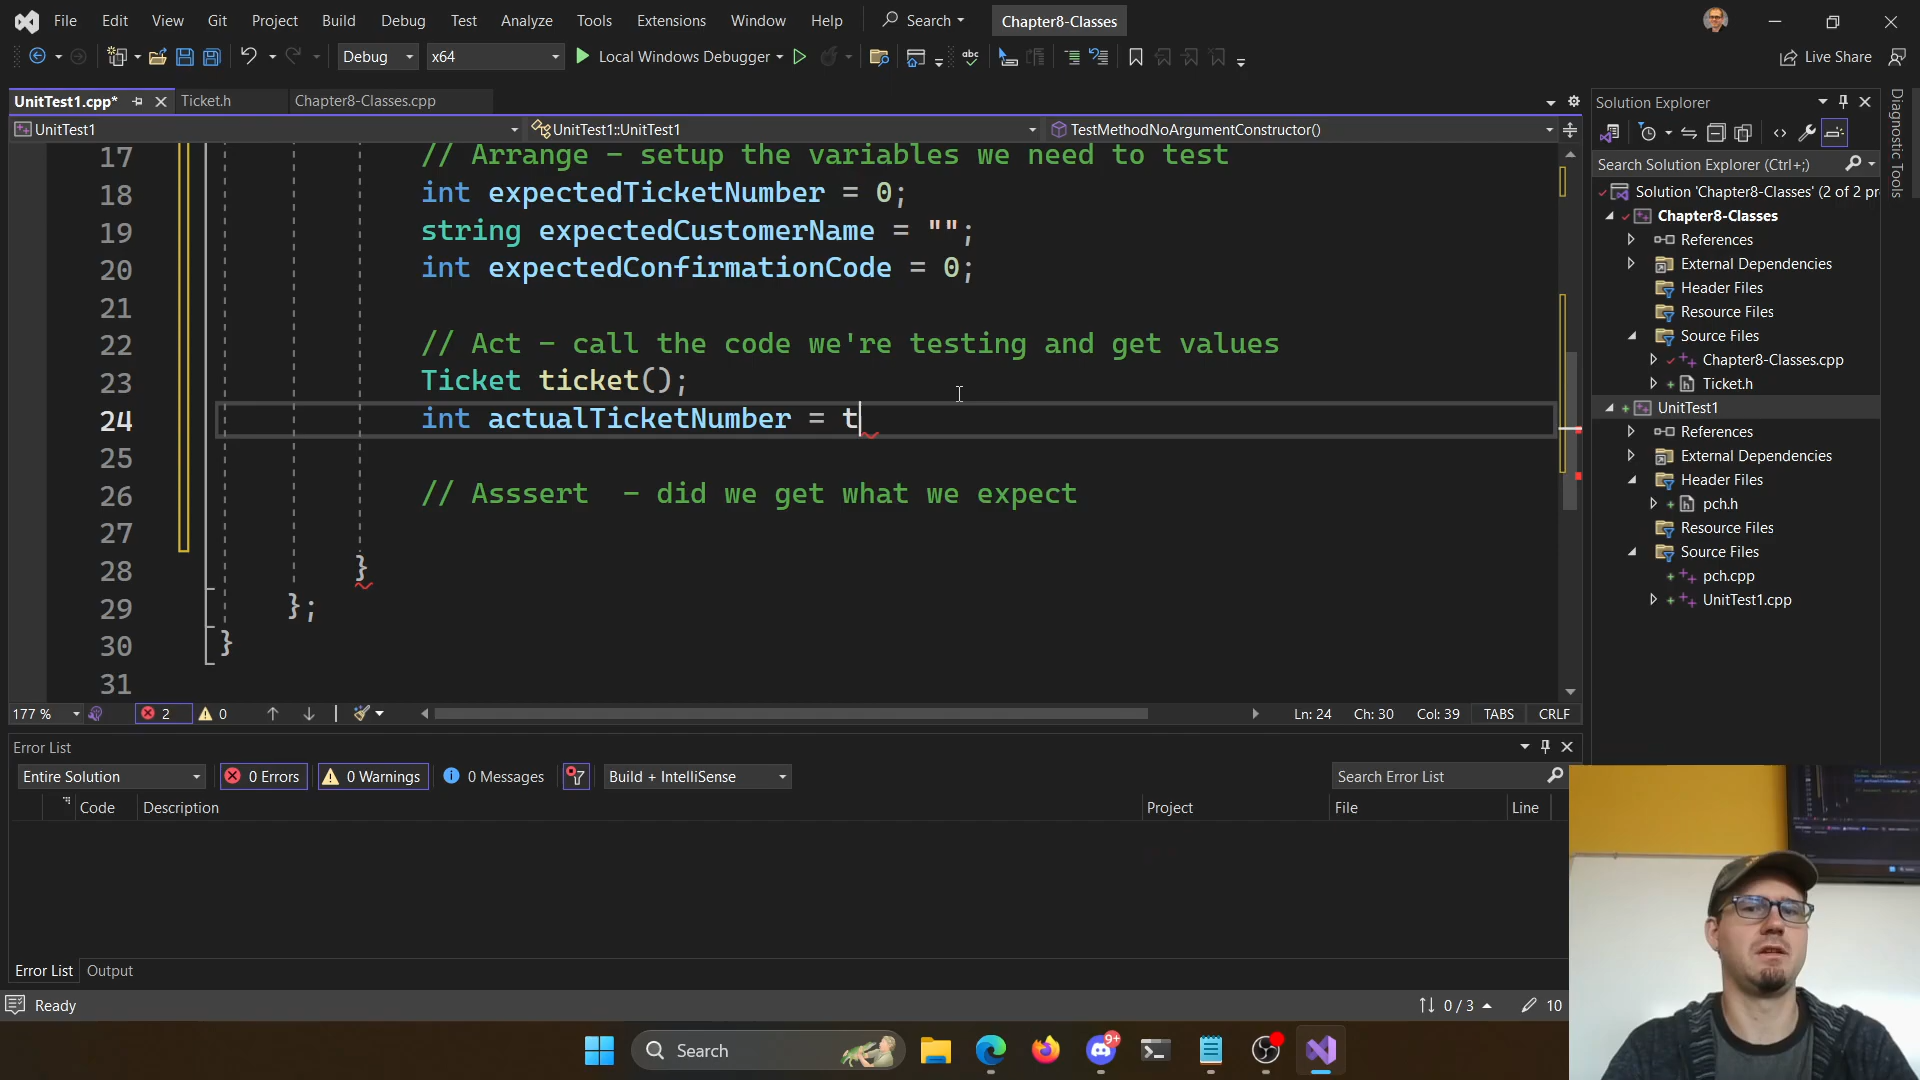 File Edit View Git Project Build Debug Test Analyze Tools Extensions Window Help Search Chapter8-Classes
Debug x64 Local Windows Debugger Live Share
UnitTest1.cpp* Ticket.h Chapter8-Classes.cpp
UnitTest1 UnitTest1::UnitTest1 TestMethodNoArgumentConstructor()
17 // Arrange - setup the variables we need to test
18 int expectedTicketNumber = 0;
19 string expectedCustomerName = "";
20 int expectedConfirmationCode = 0;
21
22 // Act - call the code we're testing and get values
23 Ticket ticket();
24 int actualTicketNumber = t
25
26 // Asssert  - did we get what we expect
27
28 }
29 };
30 }
31
177 % 2 0 Ln: 24 Ch: 30 Col: 39 TABS CRLF
Error List
Entire Solution 0 Errors 0 Warnings 0 Messages Build + IntelliSense Search Error List
Code Description Project File Line
Error List Output
Ready 0 / 3 10
Solution Explorer
Search Solution Explorer (Ctrl+;)
Solution 'Chapter8-Classes' (2 of 2 pr
Chapter8-Classes
References
External Dependencies
Header Files
Resource Files
Source Files
Chapter8-Classes.cpp
Ticket.h
UnitTest1
References
External Dependencies
Header Files
pch.h
Resource Files
Source Files
pch.cpp
UnitTest1.cpp
Diagnostic Tools
Search 9+